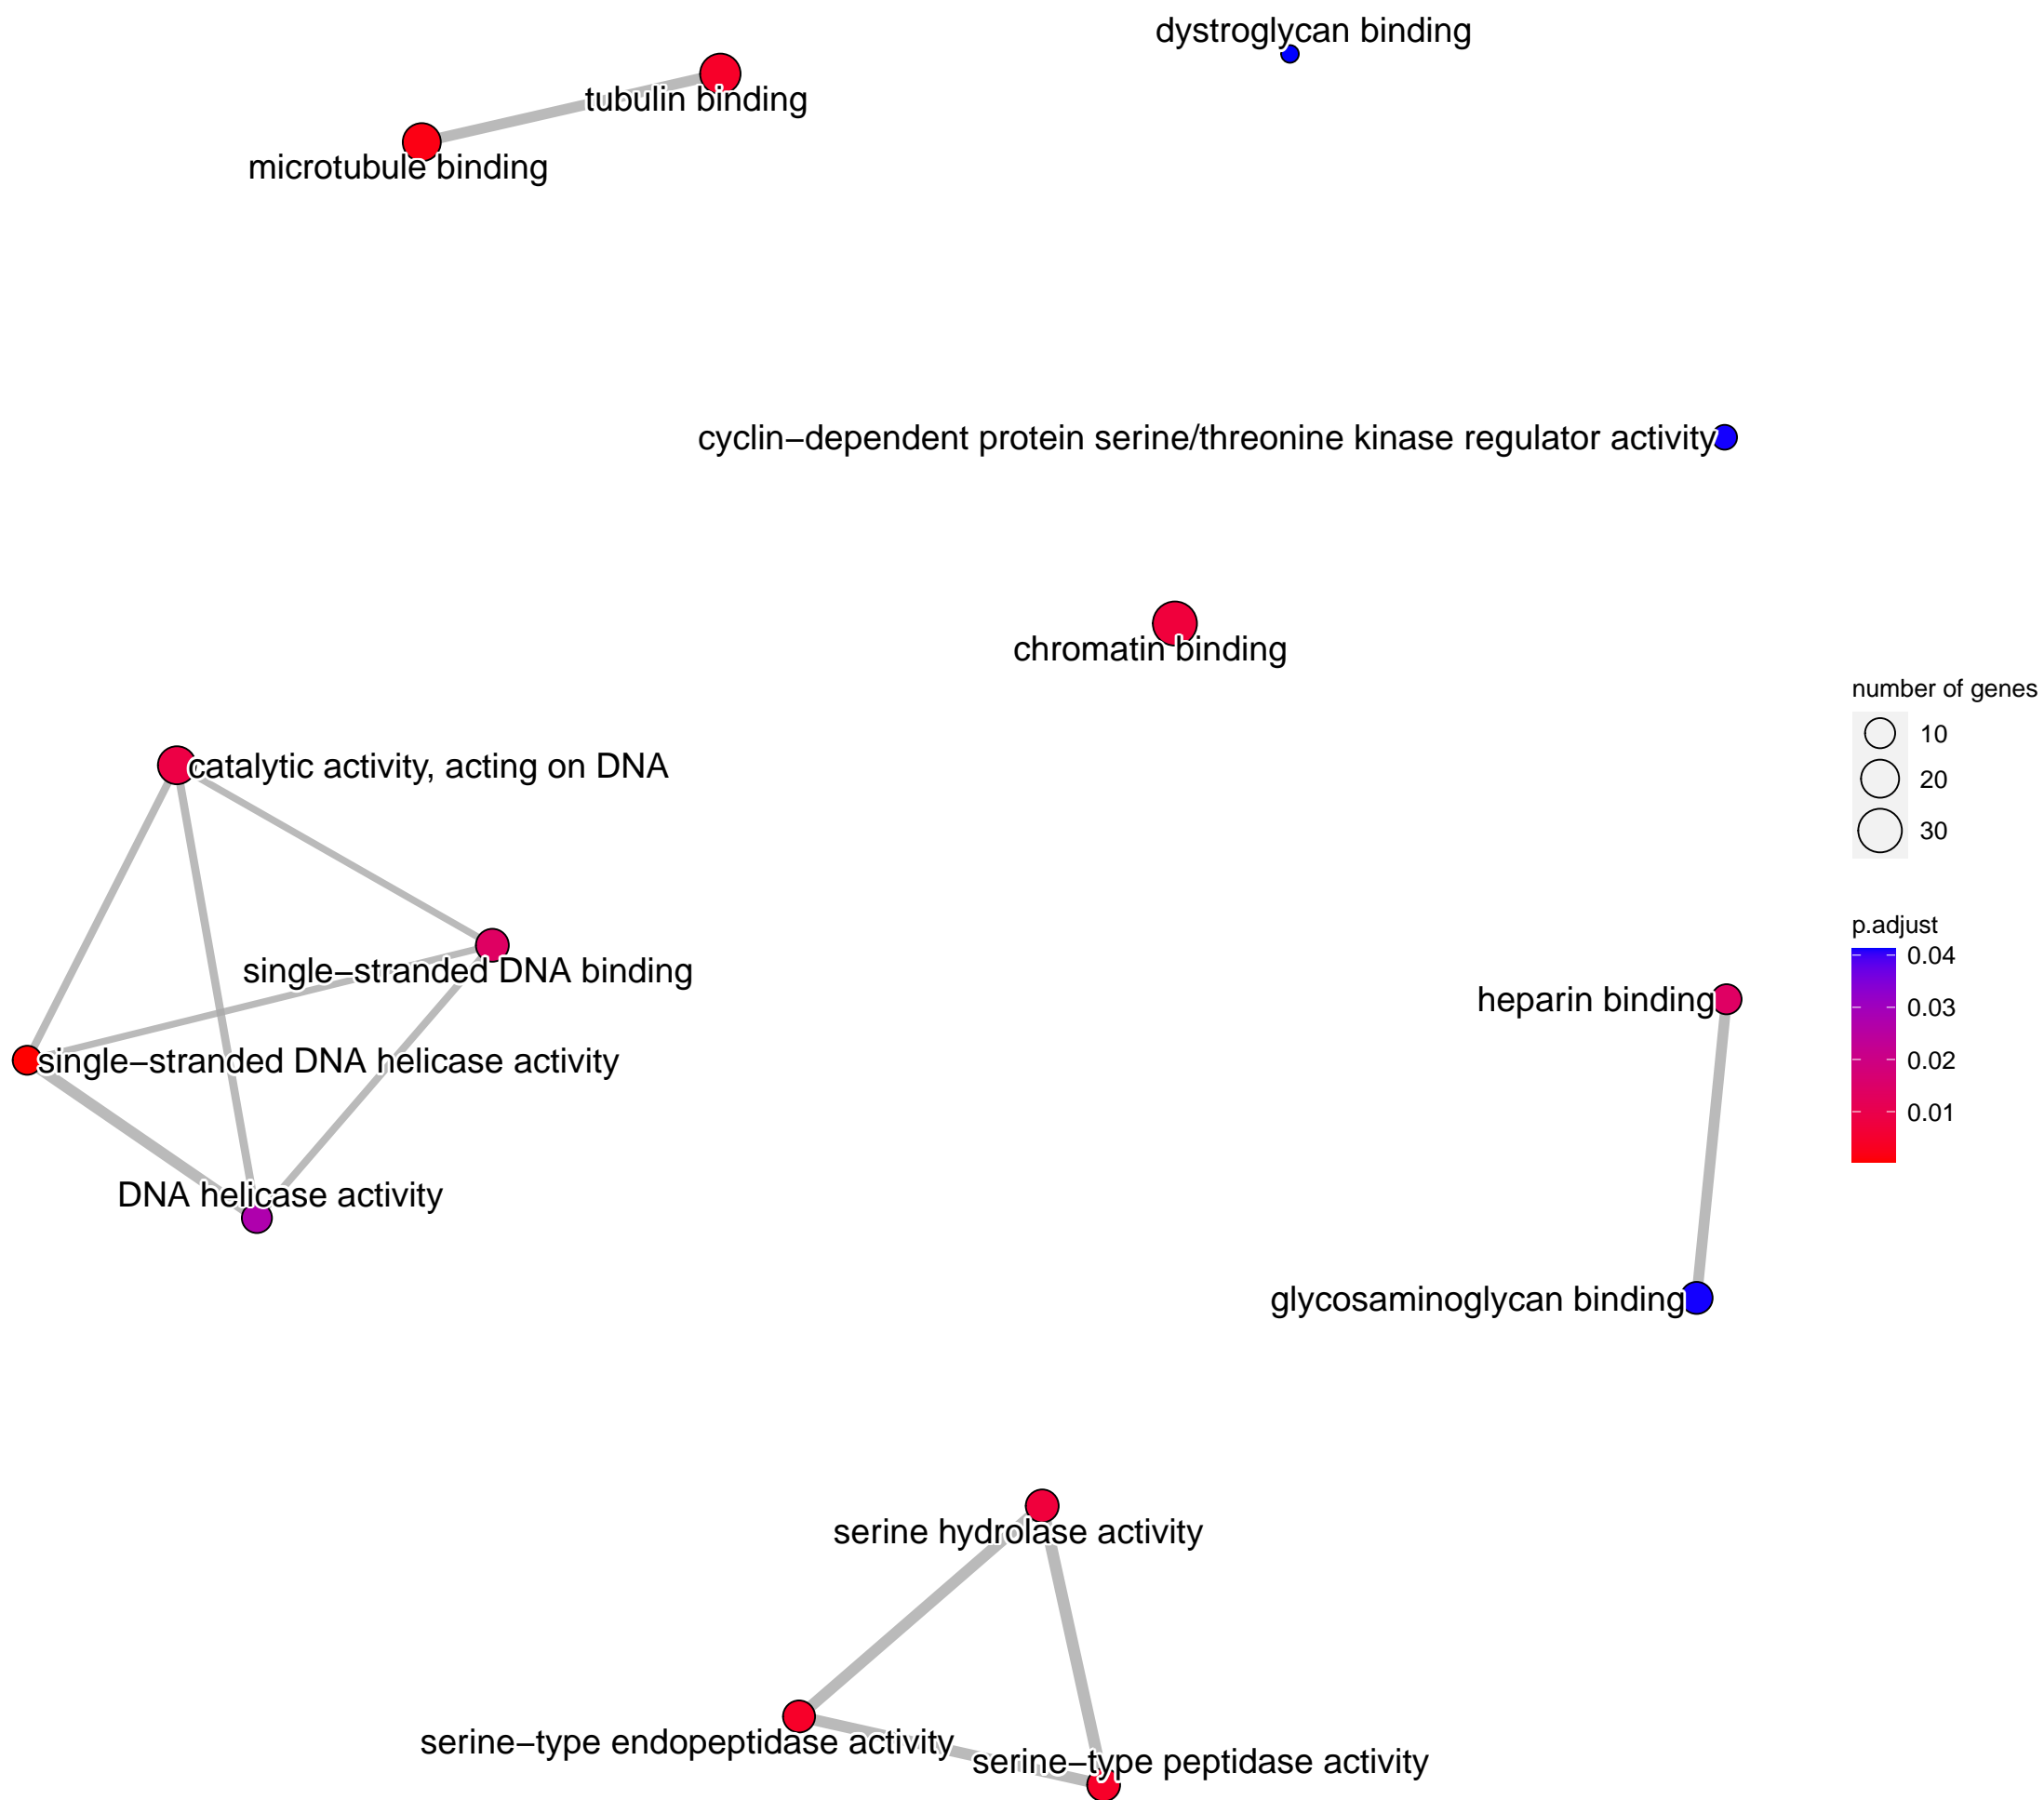 dystroglycan binding
tubulin binding
microtubule binding
cyclin−dependent protein serine/threonine kinase regulator activity
chromatin binding
catalytic activity, acting on DNA
single−stranded DNA binding
single−stranded DNA helicase activity
DNA helicase activity
heparin binding
glycosaminoglycan binding
serine hydrolase activity
serine−type endopeptidase activity
serine−type peptidase activity
number of genes
10
20
30
p.adjust
0.04
0.03
0.02
0.01